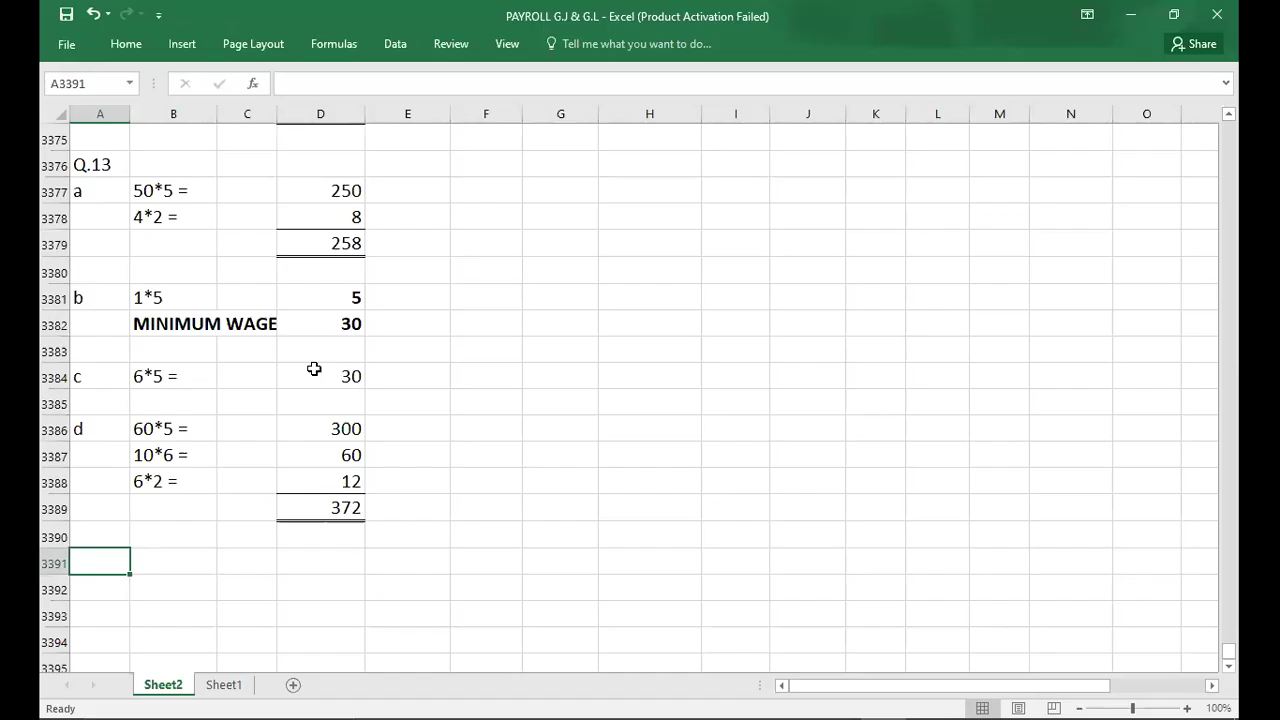 PAYROLL G.J & G.L - Excel (Product Activation Failed)
File Home Insert Page Layout Formulas Data Review View Tell me what you want to do... Share
A3391 fx
A B C D E F G H I J K L M N O
3375
3376 Q.13
3377 a 50*5 = 250
3378 4*2 = 8
3379 258
3380
3381 b 1*5 5
3382 MINIMUM WAGE 30
3383
3384 c 6*5 = 30
3385
3386 d 60*5 = 300
3387 10*6 = 60
3388 6*2 = 12
3389 372
3390
3391
3392
3393
3394
3395
Sheet2 Sheet1
Ready 100%